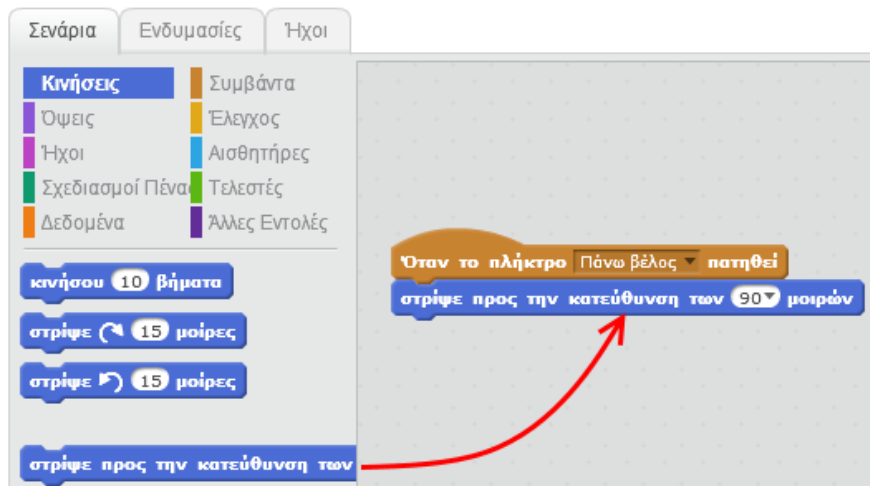 Σενάρια Ενδυμασίες Ήχοι
Κινήσεις Συμβάντα
Όψεις Έλεγχος
Ήχοι Αισθητήρες
Σχεδιασμοί Πένας Τελεστές
Δεδομένα Άλλες Εντολές
κινήσου 10 βήματα
στρίψε 15 μοίρες
στρίψε 15 μοίρες
στρίψε προς την κατεύθυνση των
Όταν το πλήκτρο Πάνω βέλος πατηθεί
στρίψε προς την κατεύθυνση των 90 μοιρών